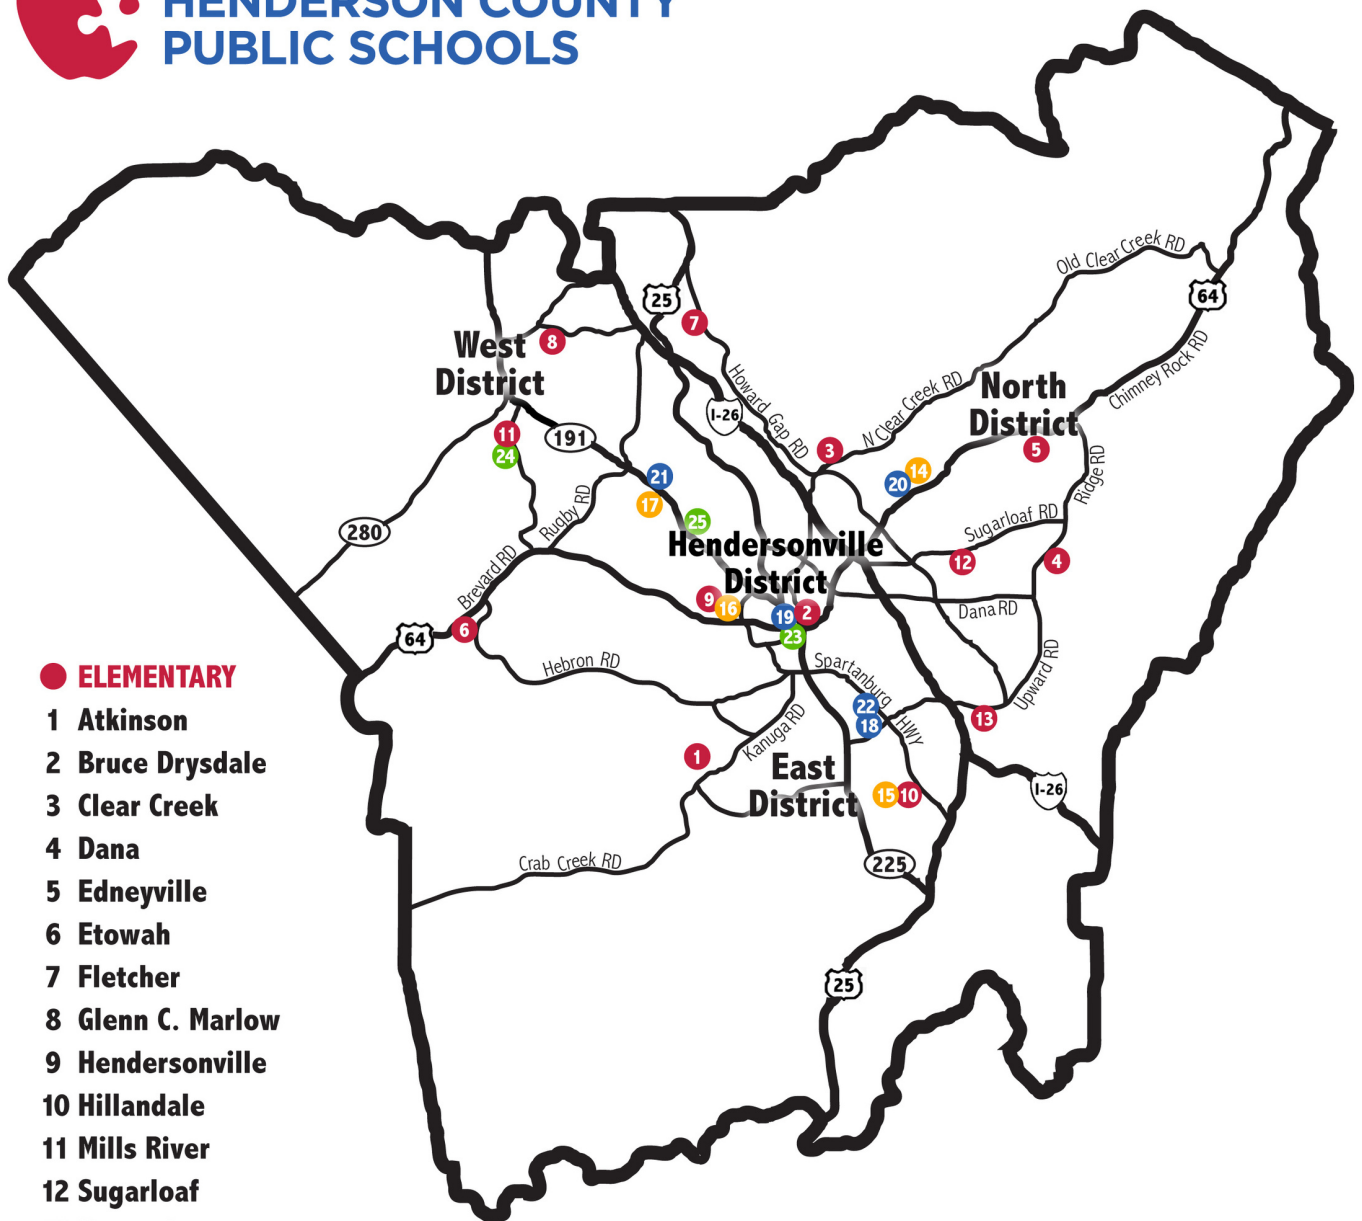 HENDERSON COUNTY
PUBLIC SCHOOLS
Old Clear Creek RD
64
25
7
West
District
8
Howard Gap RD
I-26
N Clear Creek RD
North
District
Chimney Rock RD
11
24
191
3
5
14
20
21
17
25
Rugby RD
Ridge RD
Sugarloaf RD
280
Hendersonville
District
12
4
Brevard RD
9
16
19
2
23
Dana RD
64
6
Hebron RD
Spartanburg HWY
Upward RD
22
18
13
Kanuga RD
1
East
District
15
10
I-26
Crab Creek RD
225
25
ELEMENTARY
1 Atkinson
2 Bruce Drysdale
3 Clear Creek
4 Dana
5 Edneyville
6 Etowah
7 Fletcher
8 Glenn C. Marlow
9 Hendersonville
10 Hillandale
11 Mills River
12 Sugarloaf